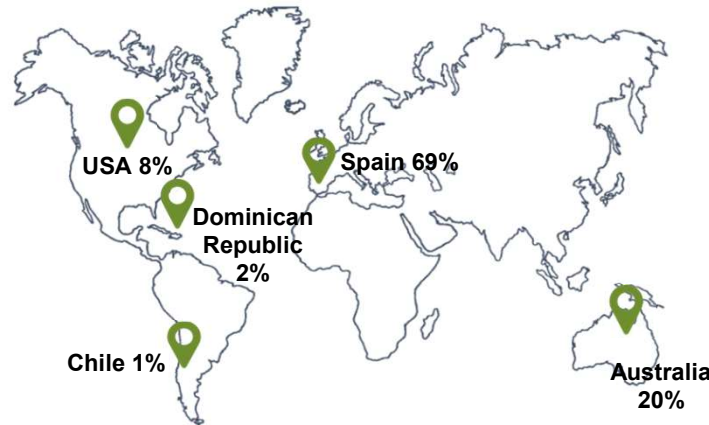 USA 8%
Spain 69%
Dominican
Republic
2%
Chile 1%
Australia
20%